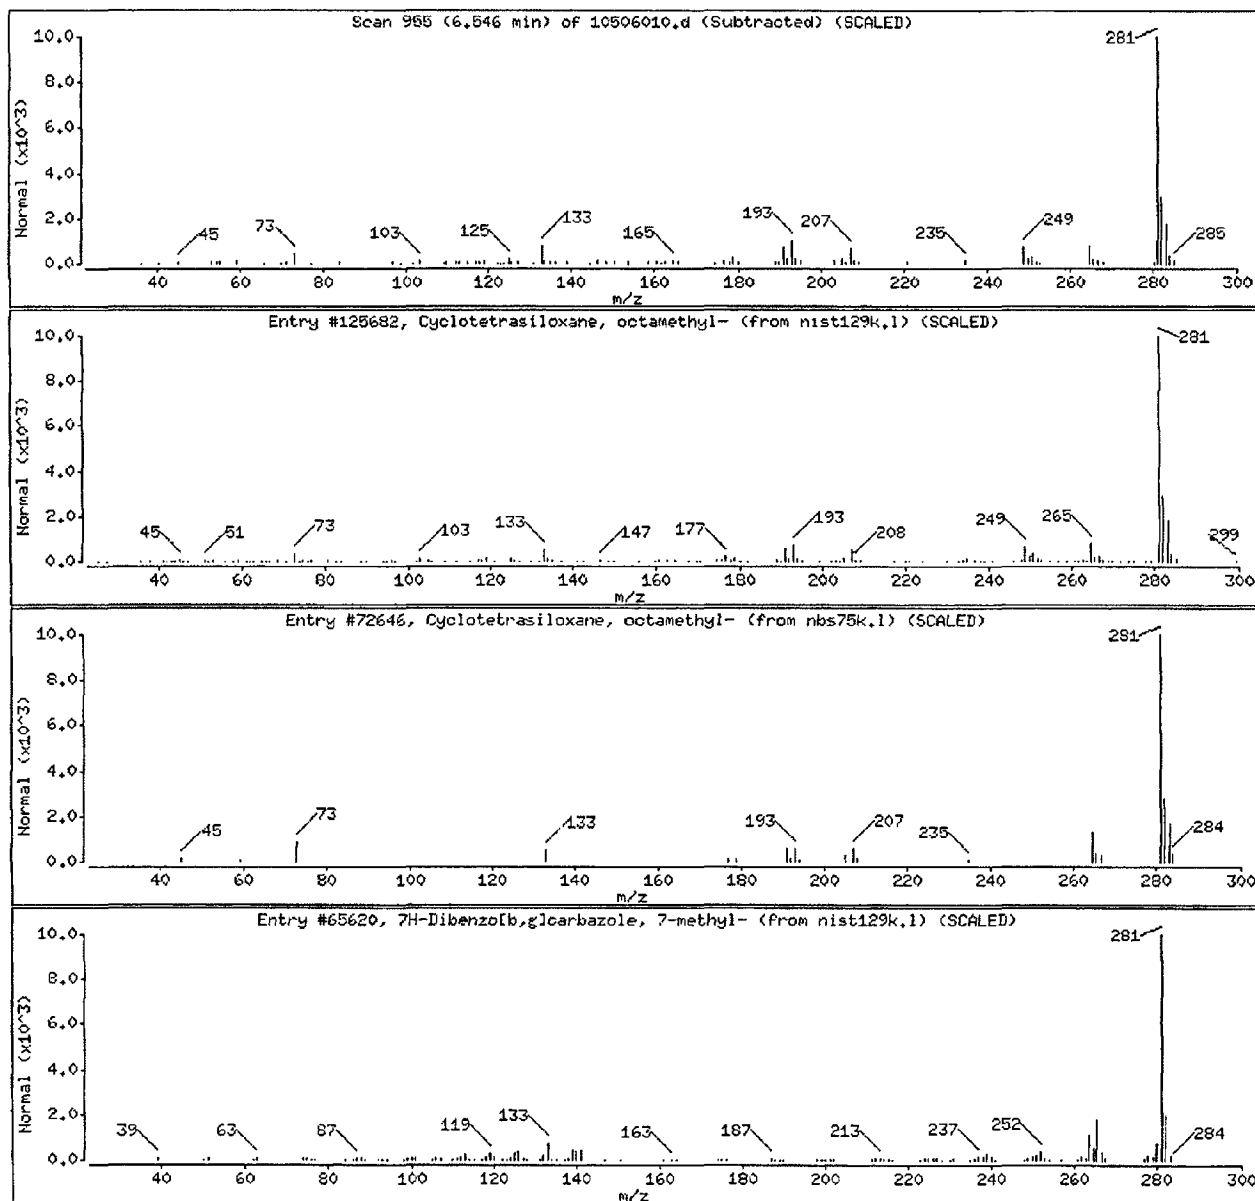 Scan 955 (6.546 min) of 10506010.d (Subtracted) (SCALED)
Normal (x10^3)
10.0
8.0
6.0
4.0
2.0
0.0
45 73 103 125 133 165 193 207 235 249 281 285
40 60 80 100 120 140 160 180 200 220 240 260 280 300
m/z
Entry #125682, Cyclotetrasiloxane, octamethyl- (from nist129k.l) (SCALED)
Normal (x10^3)
10.0
8.0
6.0
4.0
2.0
0.0
45 51 73 103 133 147 177 193 208 249 265 281 299
40 60 80 100 120 140 160 180 200 220 240 260 280 300
m/z
Entry #72646, Cyclotetrasiloxane, octamethyl- (from nbs75k.l) (SCALED)
Normal (x10^3)
10.0
8.0
6.0
4.0
2.0
0.0
45 73 133 193 207 235 281 284
40 60 80 100 120 140 160 180 200 220 240 260 280 300
m/z
Entry #65620, 7H-Dibenzo[b,g]carbazole, 7-methyl- (from nist129k.l) (SCALED)
Normal (x10^3)
10.0
8.0
6.0
4.0
2.0
0.0
39 63 87 119 133 163 187 213 237 252 281 284
40 60 80 100 120 140 160 180 200 220 240 260 280 300
m/z